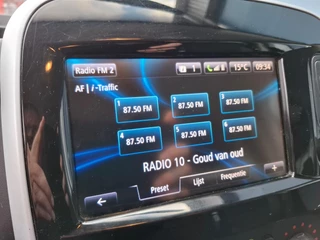 Radio FM 2
1
15°C
09:34
AF | i-Traffic
1 87.50 FM
2 87.50 FM
3 87.50 FM
4 87.50 FM
5 87.50 FM
6 87.50 FM
RADIO 10 - Goud van oud
Preset
Lijst
Frequentie
+